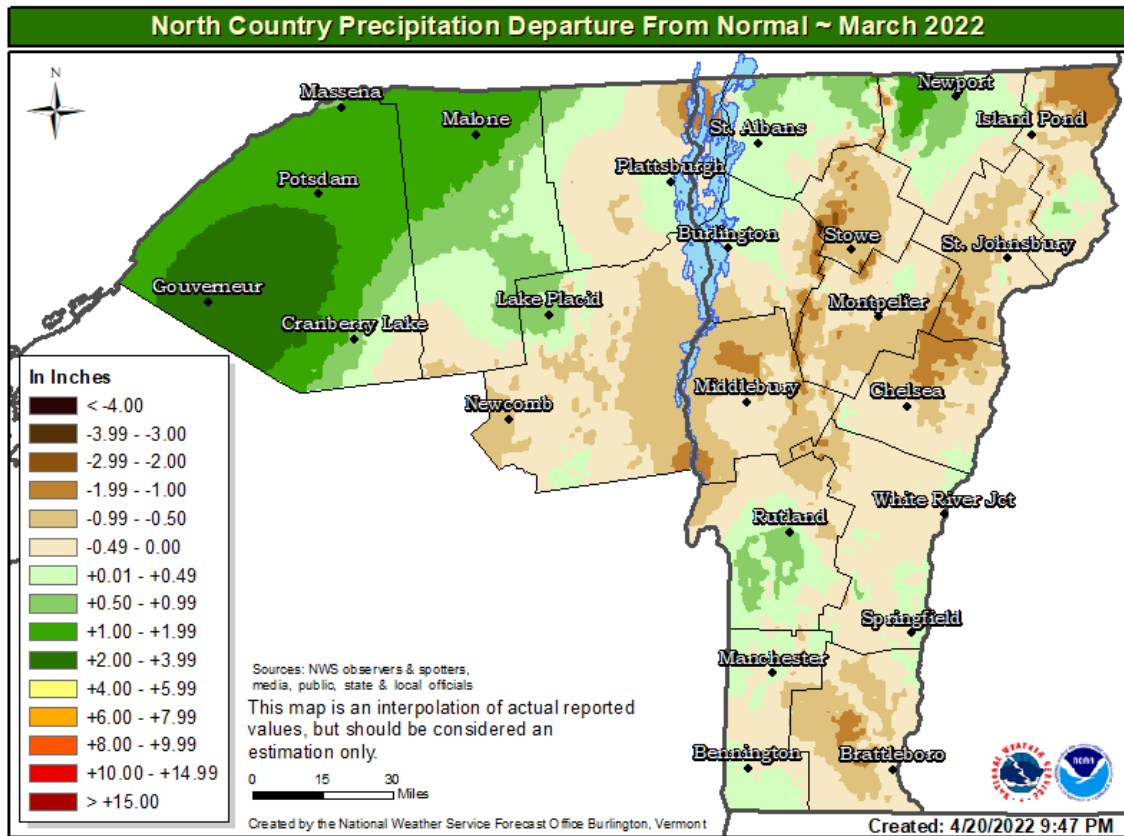 North Country Precipitation Departure From Normal ~ March 2022
N
Massena
Malone
Newport
Island Pond
St. Albans
Plattsburgh
Potsdam
Burlington
Stowe
St. Johnsbury
Gouverneur
Lake Placid
Montpelier
Cranberry Lake
Middlebury
Chelsea
Newcomb
White River Jct
Rutland
Springfield
Manchester
Bennington
Brattleboro
In Inches
< -4.00
-3.99 - -3.00
-2.99 - -2.00
-1.99 - -1.00
-0.99 - -0.50
-0.49 - 0.00
+0.01 - +0.49
+0.50 - +0.99
+1.00 - +1.99
+2.00 - +3.99
+4.00 - +5.99
+6.00 - +7.99
+8.00 - +9.99
+10.00 - +14.99
> +15.00
Sources: NWS observers & spotters,
media, public, state & local officials
This map is an interpolation of actual reported
values, but should be considered an
estimation only.
0 15 30
Miles
Created by the National Weather Service Forecast Office Burlington, Vermont
NATIONAL WEATHER SERVICE
NOAA
Created: 4/20/2022 9:47 PM